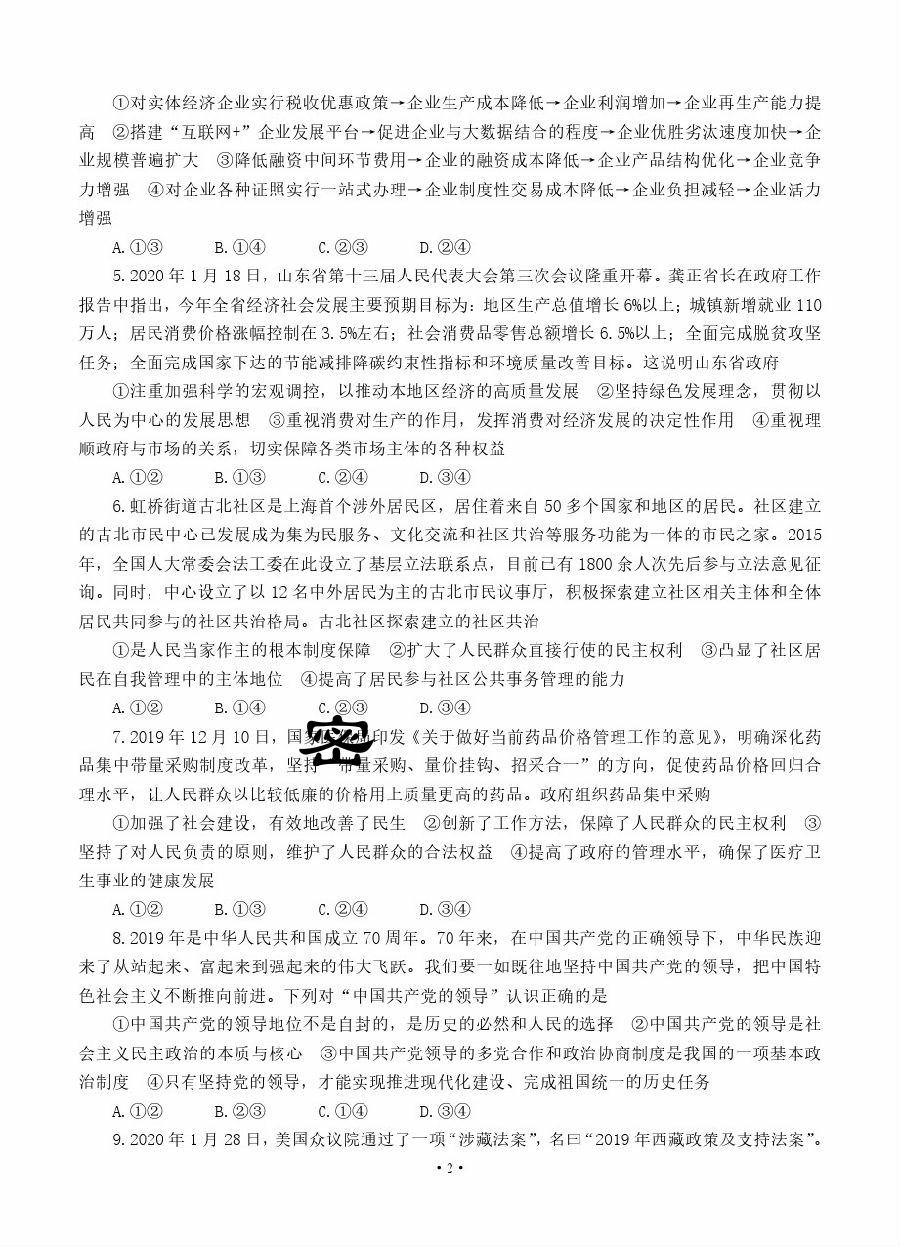 ①对实体经济企业实行税收优惠政策→企业生产成本降低→企业利润增加→企业再生产能力提
高　②搭建“互联网+”企业发展平台→促进企业与大数据结合的程度→企业优胜劣汰速度加快→企
业规模普遍扩大　③降低融资中间环节费用→企业的融资成本降低→企业产品结构优化→企业竞争
力增强　④对企业各种证照实行一站式办理→企业制度性交易成本降低→企业负担减轻→企业活力
增强
A.①③　　B.①④　　C.②③　　D.②④
5.2020年1月18日，山东省第十三届人民代表大会第三次会议隆重开幕。龚正省长在政府工作
报告中指出，今年全省经济社会发展主要预期目标为：地区生产总值增长6%以上；城镇新增就业110
万人；居民消费价格涨幅控制在3.5%左右；社会消费品零售总额增长6.5%以上；全面完成脱贫攻坚
任务；全面完成国家下达的节能减排降碳约束性指标和环境质量改善目标。这说明山东省政府
①注重加强科学的宏观调控，以推动本地区经济的高质量发展　②坚持绿色发展理念，贯彻以
人民为中心的发展思想　③重视消费对生产的作用，发挥消费对经济发展的决定性作用　④重视理
顺政府与市场的关系，切实保障各类市场主体的各种权益
A.①②　　B.①③　　C.②④　　D.③④
6.虹桥街道古北社区是上海首个涉外居民区，居住着来自50多个国家和地区的居民。社区建立
的古北市民中心已发展成为集为民服务、文化交流和社区共治等服务功能为一体的市民之家。2015
年，全国人大常委会法工委在此设立了基层立法联系点，目前已有1800余人次先后参与立法意见征
询。同时，中心设立了以12名中外居民为主的古北市民议事厅，积极探索建立社区相关主体和全体
居民共同参与的社区共治格局。古北社区探索建立的社区共治
①是人民当家作主的根本制度保障　②扩大了人民群众直接行使的民主权利　③凸显了社区居
民在自我管理中的主体地位　④提高了居民参与社区公共事务管理的能力
A.①②　　B.①④　　C.②③　　D.③④
7.2019年12月10日，国家 印发《关于做好当前药品价格管理工作的意见》，明确深化药
品集中带量采购制度改革，坚持“带量采购、量价挂钩、招采合一”的方向，促使药品价格回归合
理水平，让人民群众以比较低廉的价格用上质量更高的药品。政府组织药品集中采购
①加强了社会建设，有效地改善了民生　②创新了工作方法，保障了人民群众的民主权利　③
坚持了对人民负责的原则，维护了人民群众的合法权益　④提高了政府的管理水平，确保了医疗卫
生事业的健康发展
A.①②　　B.①③　　C.②④　　D.③④
8.2019年是中华人民共和国成立70周年。70年来，在中国共产党的正确领导下，中华民族迎
来了从站起来、富起来到强起来的伟大飞跃。我们要一如既往地坚持中国共产党的领导，把中国特
色社会主义不断推向前进。下列对“中国共产党的领导”认识正确的是
①中国共产党的领导地位不是自封的，是历史的必然和人民的选择　②中国共产党的领导是社
会主义民主政治的本质与核心　③中国共产党领导的多党合作和政治协商制度是我国的一项基本政
治制度　④只有坚持党的领导，才能实现推进现代化建设、完成祖国统一的历史任务
A.①②　　B.②③　　C.①④　　D.③④
9.2020年1月28日，美国众议院通过了一项“涉藏法案”，名曰“2019年西藏政策及支持法案”。
·2·
密